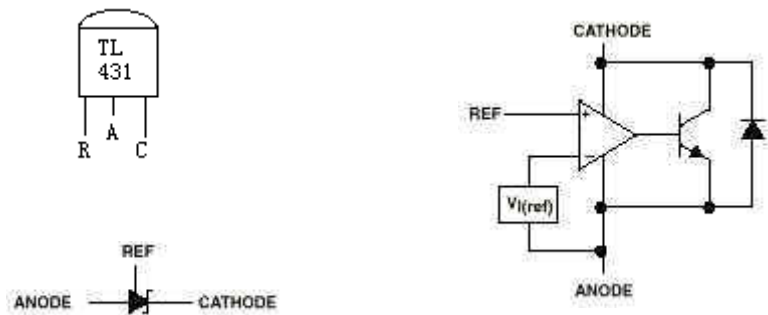 TL
431
R
A
C
REF
ANODE
CATHODE
CATHODE
REF
+
−
VI(ref)
ANODE